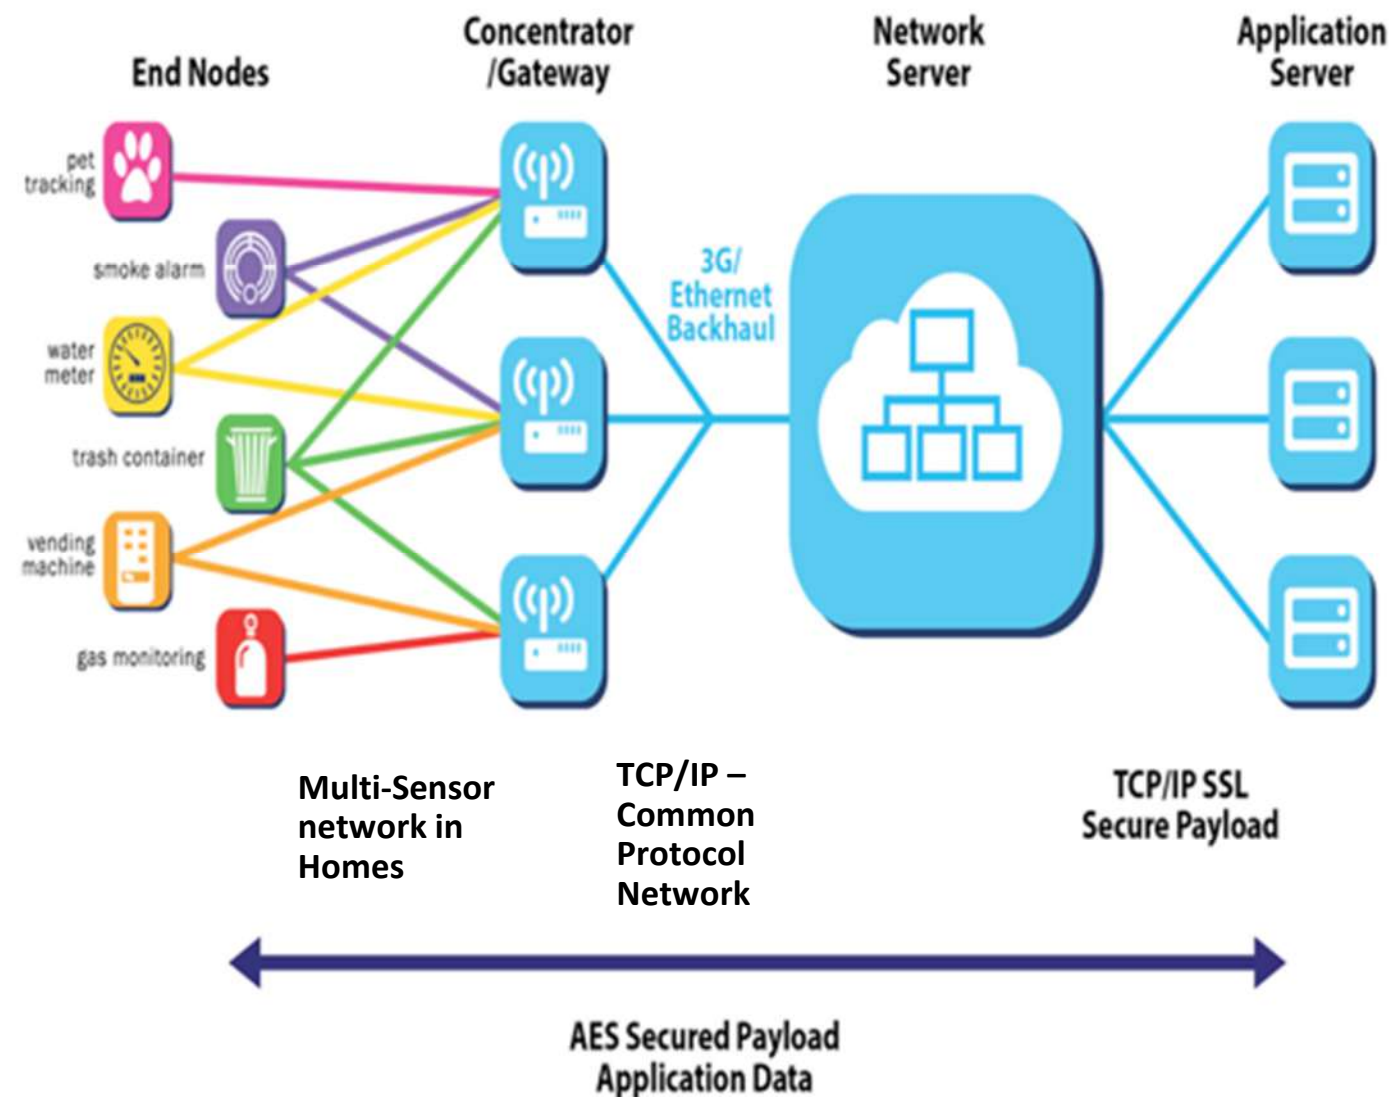 End Nodes
Concentrator
/Gateway
Network
Server
Application
Server
pet
tracking
smoke alarm
water
meter
trash container
vending
machine
gas monitoring
3G/
Ethernet
Backhaul
Multi-Sensor
network in
Homes
TCP/IP –
Common
Protocol
Network
TCP/IP SSL
Secure Payload
AES Secured Payload
Application Data